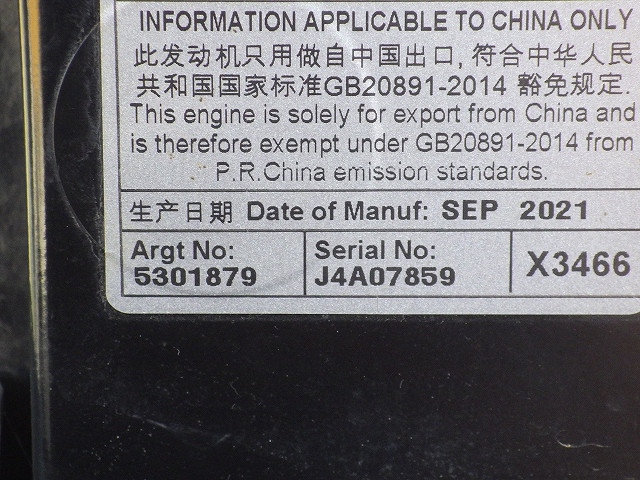 INFORMATION APPLICABLE TO CHINA ONLY
此发动机只用做自中国出口, 符合中华人民
共和国国家标准GB20891-2014 豁免规定.
This engine is solely for export from China and
is therefore exempt under GB20891-2014 from
P.R.China emission standards.
生产日期 Date of Manuf: SEP 2021
Argt No: Serial No:
5301879 J4A07859 X3466